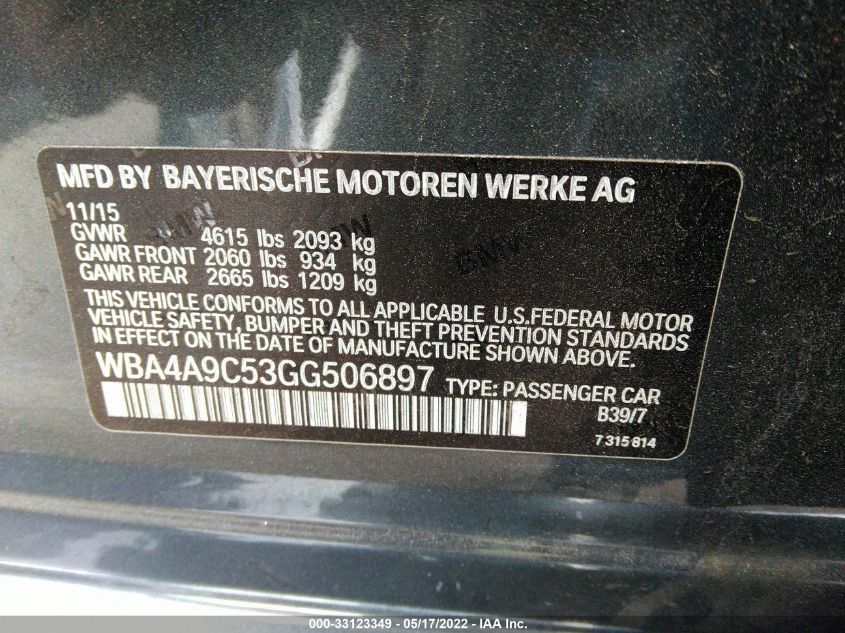 MFD BY BAYERISCHE MOTOREN WERKE AG
11/15
GVWR 4615 lbs 2093 kg
GAWR FRONT 2060 lbs 934 kg
GAWR REAR 2665 lbs 1209 kg
THIS VEHICLE CONFORMS TO ALL APPLICABLE U.S.FEDERAL MOTOR
VEHICLE SAFETY, BUMPER AND THEFT PREVENTION STANDARDS
IN EFFECT ON THE DATE OF MANUFACTURE SHOWN ABOVE.
WBA4A9C53GG506897 TYPE: PASSENGER CAR
B39/7
7 315 814
BMW
BMW
000-33123349 - 05/17/2022 - IAA Inc.